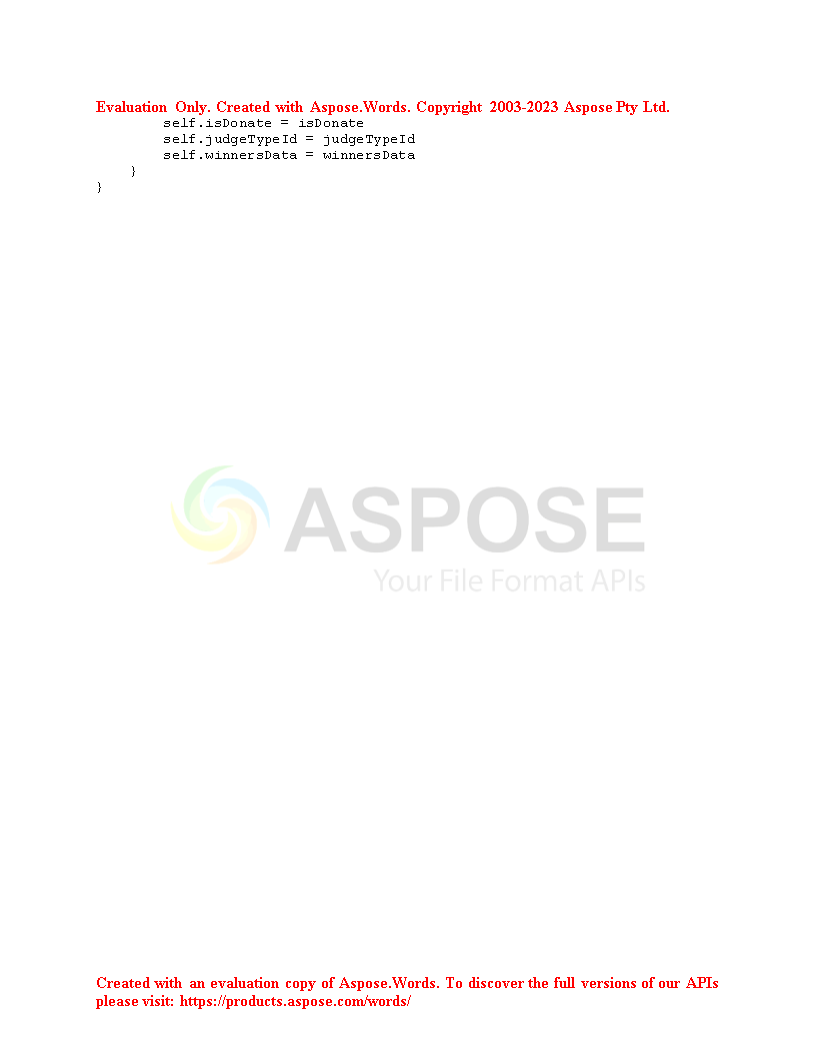 Evaluation Only. Created with Aspose.Words. Copyright 2003-2023 Aspose Pty Ltd.
        self.isDonate = isDonate
        self.judgeTypeId = judgeTypeId
        self.winnersData = winnersData
    }
}
ASPOSE
Your File Format APIs
Created with an evaluation copy of Aspose.Words. To discover the full versions of our APIs
please visit: https://products.aspose.com/words/